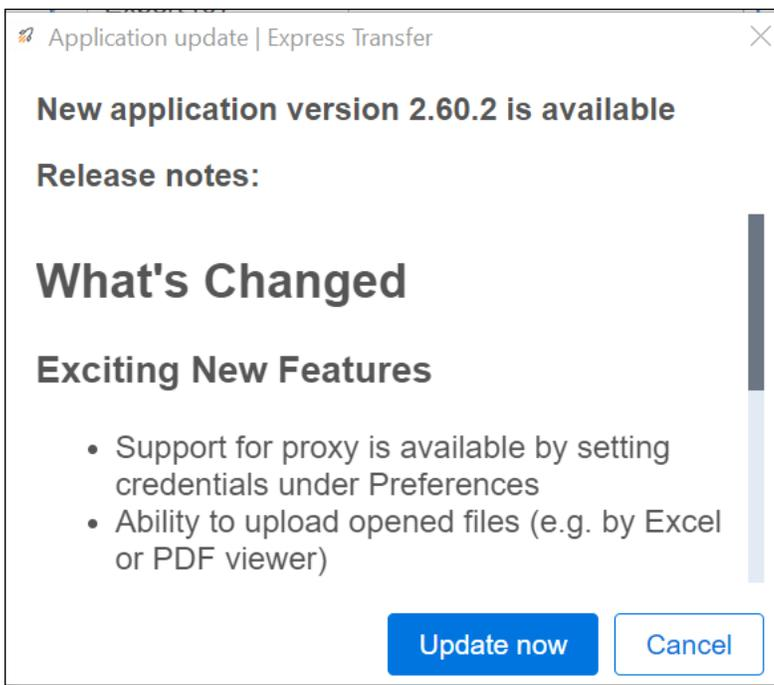 Application update | Express Transfer
New application version 2.60.2 is available
Release notes:
What's Changed
Exciting New Features
• Support for proxy is available by setting
credentials under Preferences
• Ability to upload opened files (e.g. by Excel
or PDF viewer)
Update now
Cancel